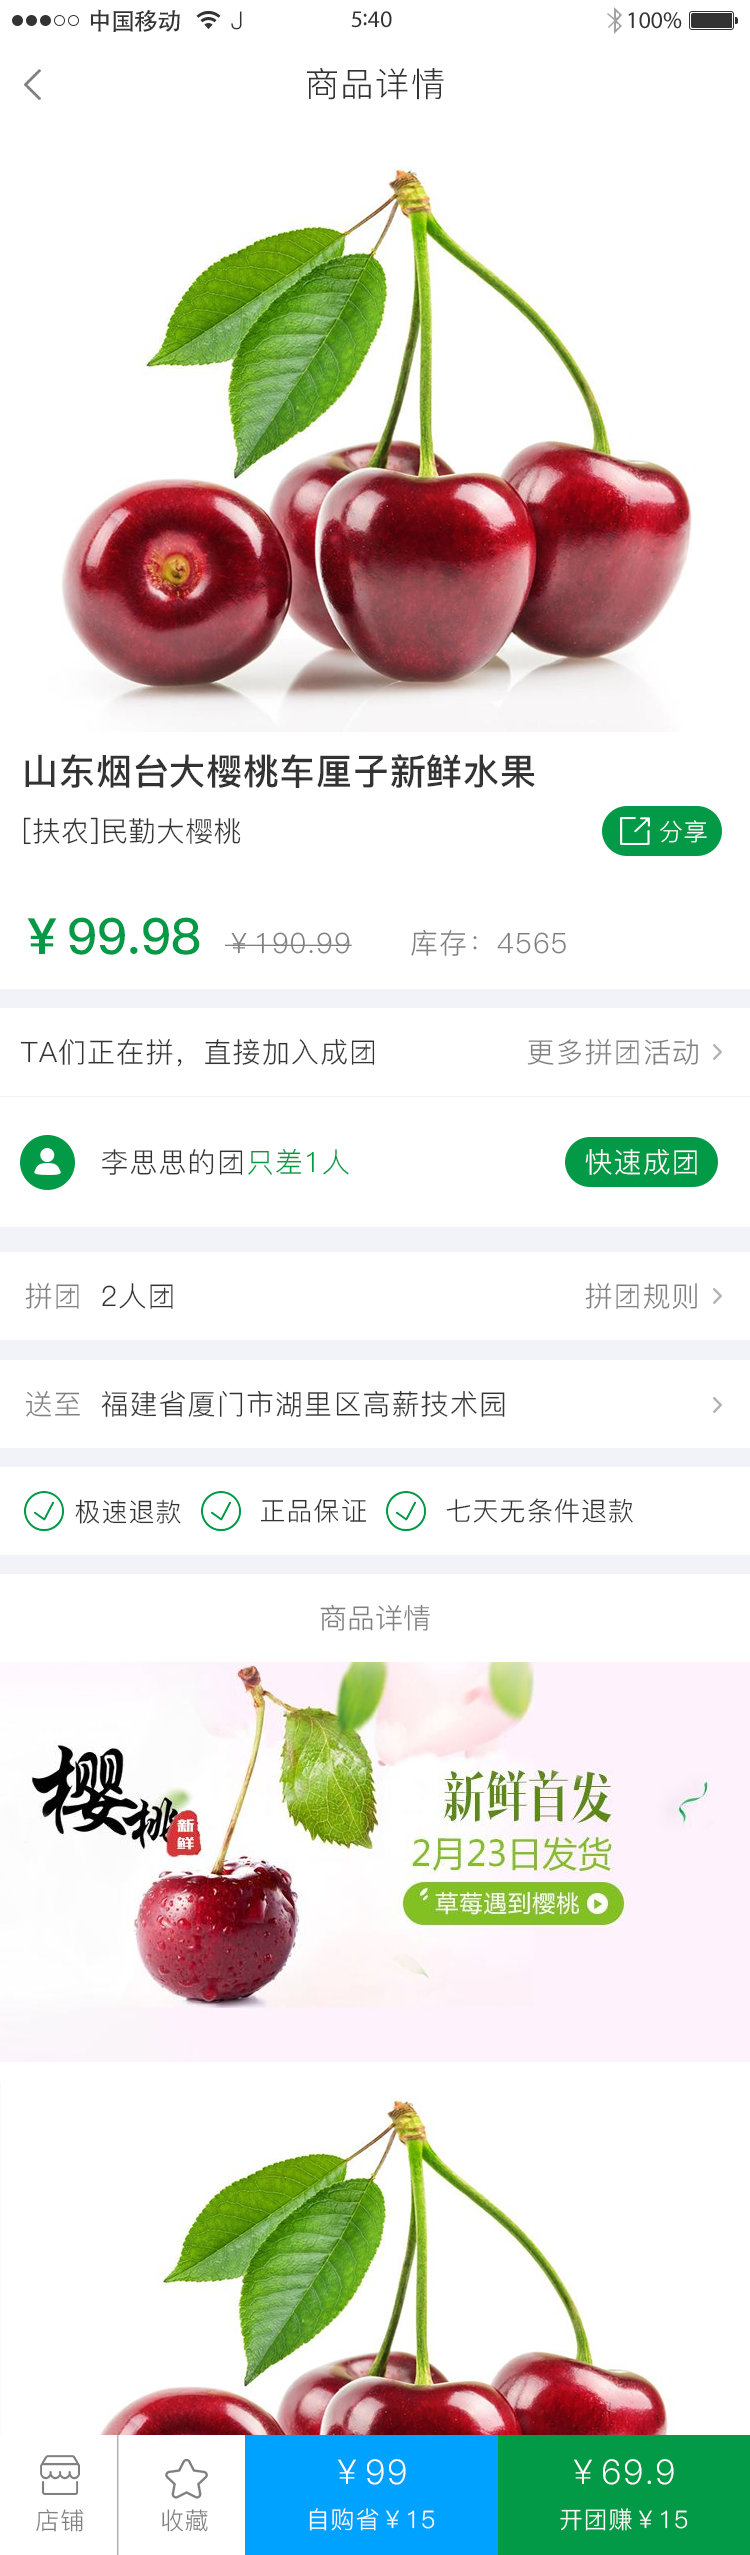 中国移动 J 5:40 100%
商品详情
山东烟台大樱桃车厘子新鲜水果
[扶农]民勤大樱桃 分享
￥99.98 ￥190.99 库存：4565
TA们正在拼，直接加入成团 更多拼团活动
李思思的团只差1人 快速成团
拼团 2人团 拼团规则
送至 福建省厦门市湖里区高薪技术园
极速退款 正品保证 七天无条件退款
商品详情
樱桃
新鲜
新鲜首发
2月23日发货
草莓遇到樱桃
店铺 收藏
￥99
自购省￥15
￥69.9
开团赚￥15